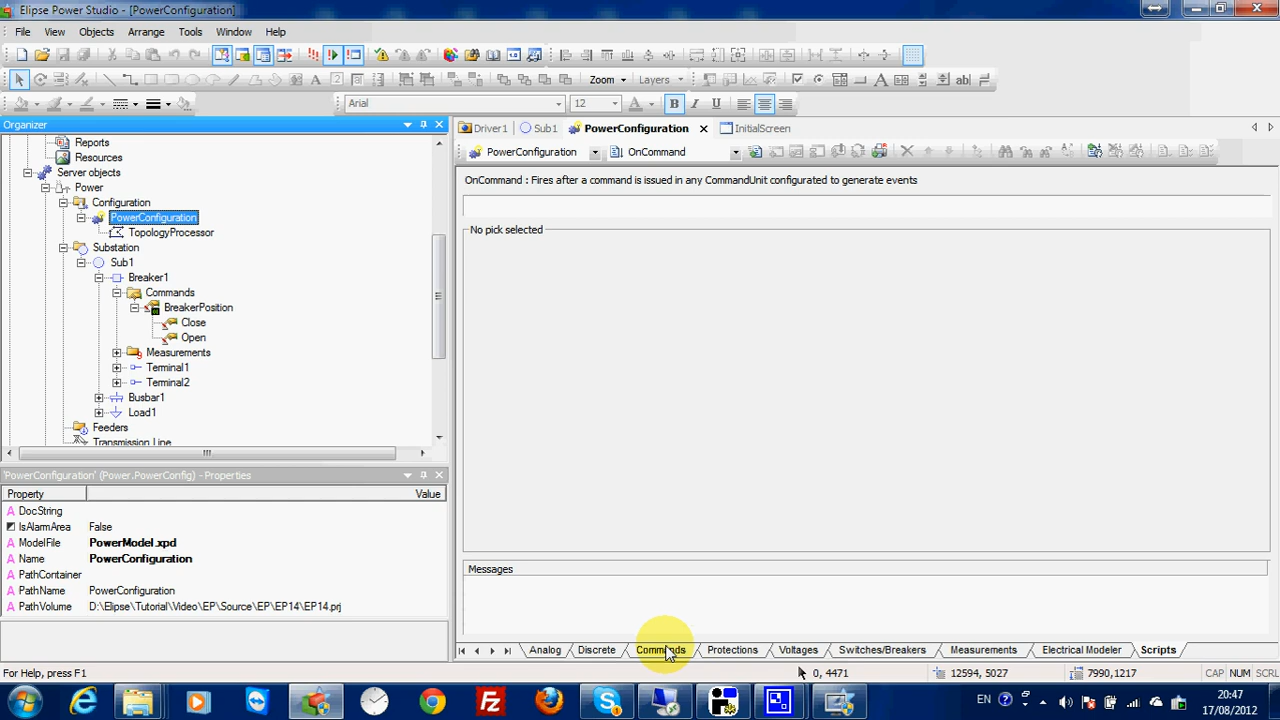 Elipse Power Studio - [PowerConfiguration]
File View Objects Arrange Tools Window Help
Zoom Layers
Arial 12 A B I U
Organizer
Driver1 Sub1 PowerConfiguration InitialScreen
Reports
Resources
Server objects
Power
Configuration
PowerConfiguration
TopologyProcessor
Substation
Sub1
Breaker1
Commands
BreakerPosition
Close
Open
Measurements
Terminal1
Terminal2
Busbar1
Load1
Feeders
Transmission Line
PowerConfiguration OnCommand
OnCommand : Fires after a command is issued in any CommandUnit configurated to generate events
No pick selected
'PowerConfiguration' (Power.PowerConfig) - Properties
Property Value
DocString
IsAlarmArea False
ModelFile PowerModel.xpd
Name PowerConfiguration
PathContainer
PathName PowerConfiguration
PathVolume D:\Elipse\Tutorial\Video\EP\Source\EP\EP14\EP14.prj
Messages
Analog Discrete Commands Protections Voltages Switches/Breakers Measurements Electrical Modeler Scripts
For Help, press F1 0, 4471 12594, 5027 7990,1217 CAP NUM SCRL
EN 20:47
17/08/2012